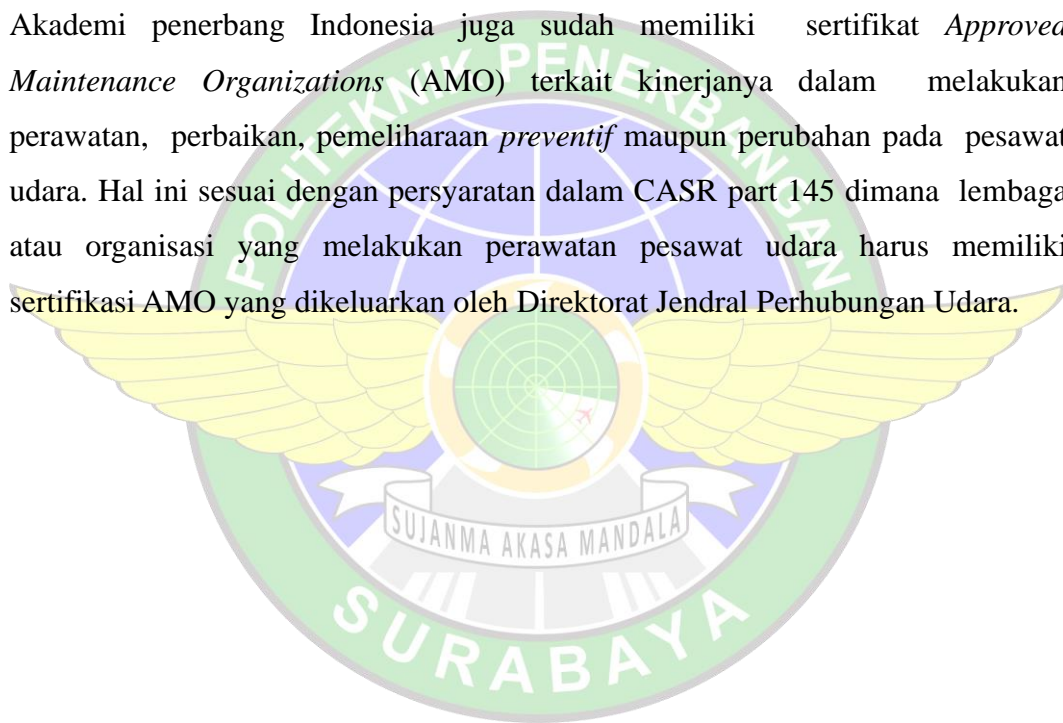 Akademi penerbang Indonesia juga sudah memiliki sertifikat Approved
Maintenance Organizations (AMO) terkait kinerjanya dalam melakukan
perawatan, perbaikan, pemeliharaan preventif maupun perubahan pada pesawat
udara. Hal ini sesuai dengan persyaratan dalam CASR part 145 dimana lembaga
atau organisasi yang melakukan perawatan pesawat udara harus memiliki
sertifikasi AMO yang dikeluarkan oleh Direktorat Jendral Perhubungan Udara.
POLITEKNIK PENERBANGAN
SUJANMA AKASA MANDALA
SURABAYA